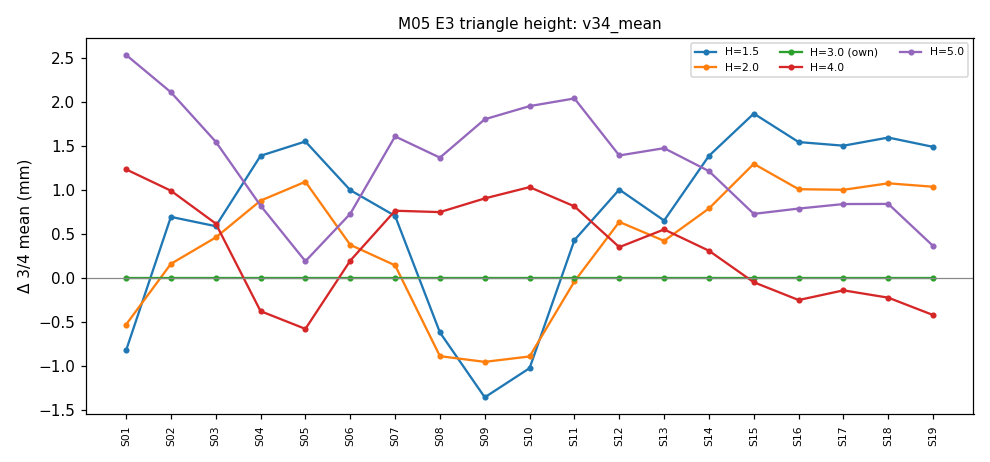 M05 E3 triangle height: v34_mean
H=1.5 H=3.0 (own) H=5.0
H=2.0 H=4.0
Δ 3/4 mean (mm)
2.5
2.0
1.5
1.0
0.5
0.0
−0.5
−1.0
−1.5
S01 S02 S03 S04 S05 S06 S07 S08 S09 S10 S11 S12 S13 S14 S15 S16 S17 S18 S19